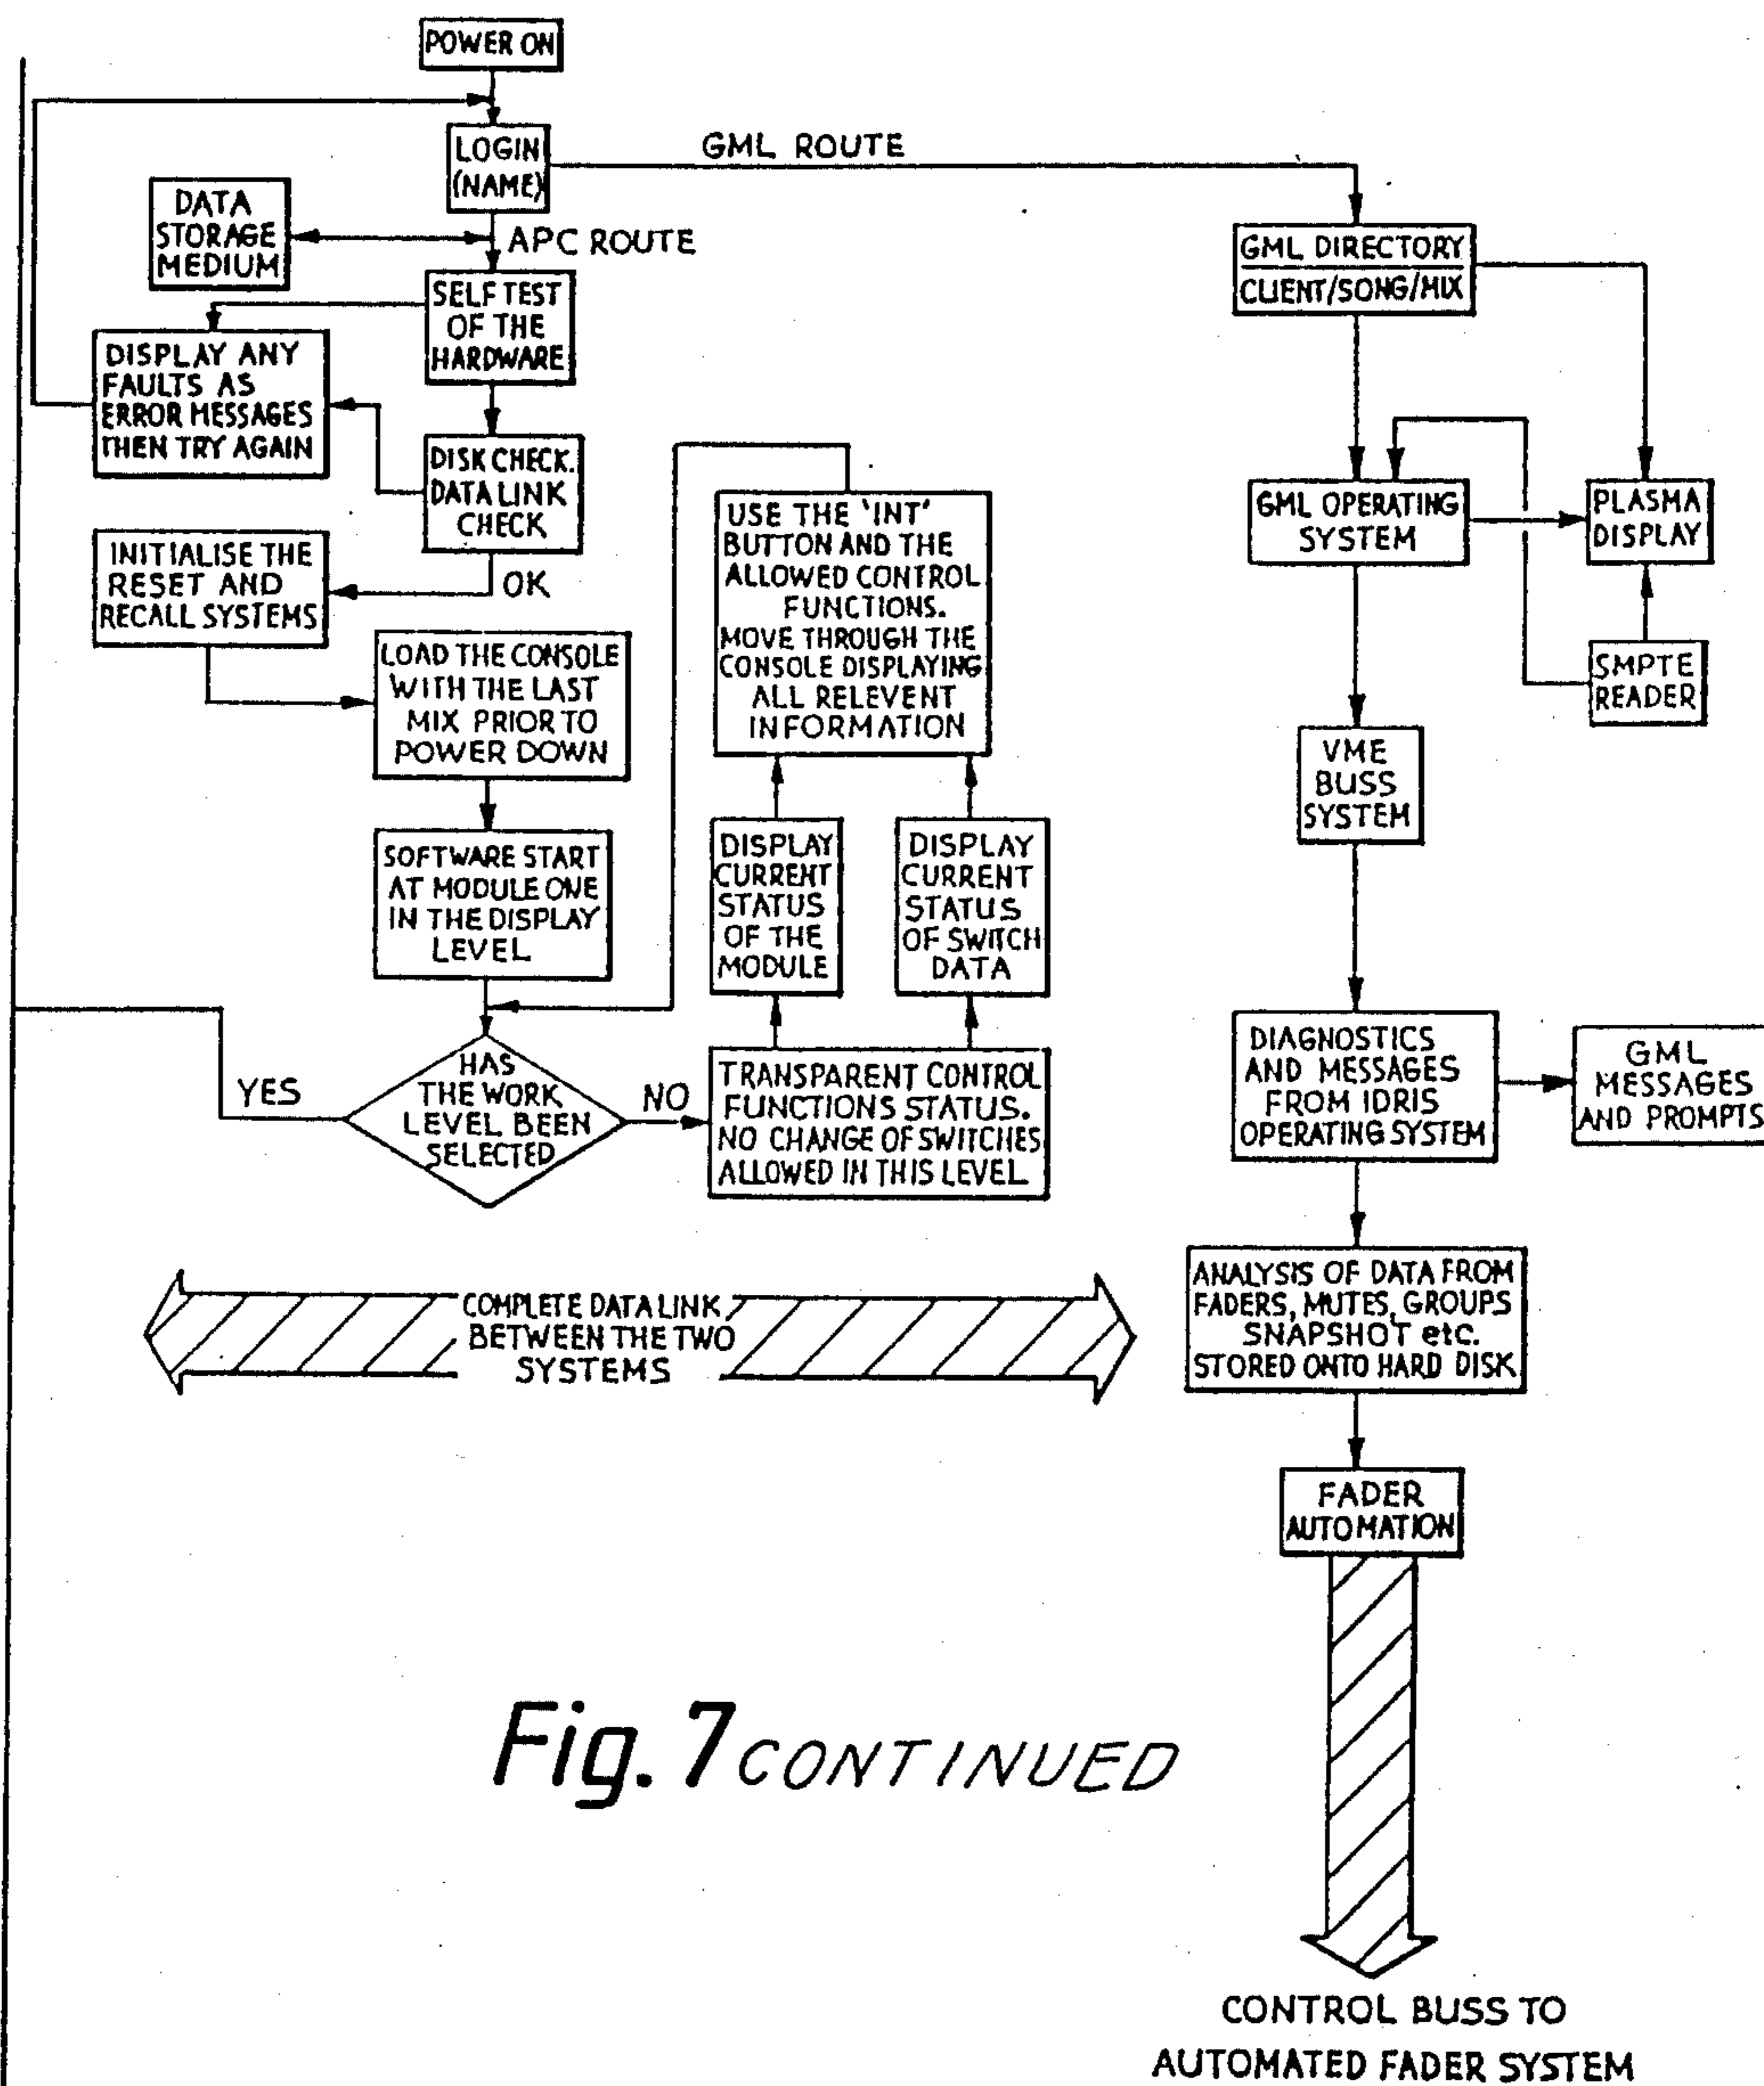 POWER ON
LOGIN
(NAME)
GML ROUTE
DATA
STORAGE
MEDIUM
APC ROUTE
SELF TEST
OF THE
HARDWARE
DISPLAY ANY
FAULTS AS
ERROR MESSAGES
THEN TRY AGAIN
DISK CHECK.
DATA LINK
CHECK
OK
INITIALISE THE
RESET AND
RECALL SYSTEMS
LOAD THE CONSOLE
WITH THE LAST
MIX PRIOR TO
POWER DOWN
SOFTWARE START
AT MODULE ONE
IN THE DISPLAY
LEVEL
HAS
THE WORK
LEVEL BEEN
SELECTED
YES
NO
TRANSPARENT CONTROL
FUNCTIONS STATUS.
NO CHANGE OF SWITCHES
ALLOWED IN THIS LEVEL
DISPLAY
CURRENT
STATUS
OF THE
MODULE
DISPLAY
CURRENT
STATUS
OF SWITCH
DATA
USE THE 'INT'
BUTTON AND THE
ALLOWED CONTROL
FUNCTIONS.
MOVE THROUGH THE
CONSOLE DISPLAYING
ALL RELEVENT
INFORMATION
GML DIRECTORY
CLIENT/SONG/MIX
GML OPERATING
SYSTEM
PLASMA
DISPLAY
SMPTE
READER
VME
BUSS
SYSTEM
DIAGNOSTICS
AND MESSAGES
FROM IDRIS
OPERATING SYSTEM
GML
MESSAGES
AND PROMPTS
COMPLETE DATA LINK
BETWEEN THE TWO
SYSTEMS
ANALYSIS OF DATA FROM
FADERS, MUTES, GROUPS
SNAPSHOT etc.
STORED ONTO HARD DISK
FADER
AUTOMATION
CONTROL BUSS TO
AUTOMATED FADER SYSTEM
Fig. 7 CONTINUED